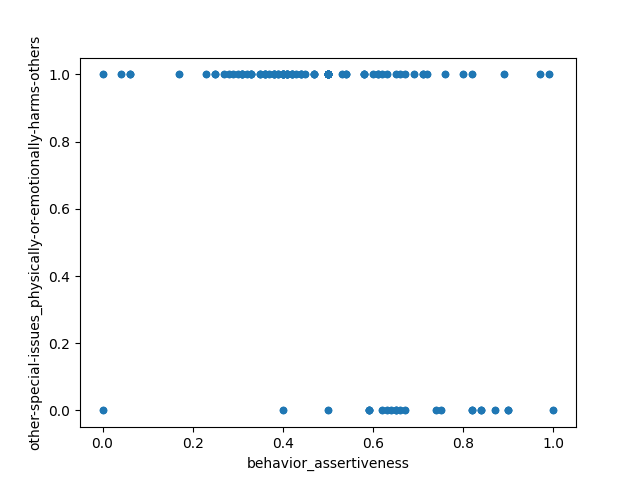 other-special-issues_physically-or-emotionally-harms-others
1.0
0.8
0.6
0.4
0.2
0.0
0.0 0.2 0.4 0.6 0.8 1.0
behavior_assertiveness